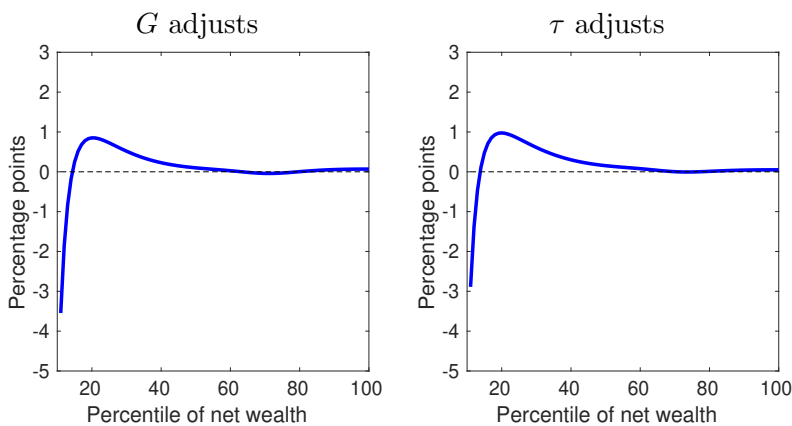 G adjusts
3
2
1
0
-1
-2
-3
-4
-5
Percentage points
20 40 60 80 100
Percentile of net wealth
τ adjusts
3
2
1
0
-1
-2
-3
-4
-5
Percentage points
20 40 60 80 100
Percentile of net wealth